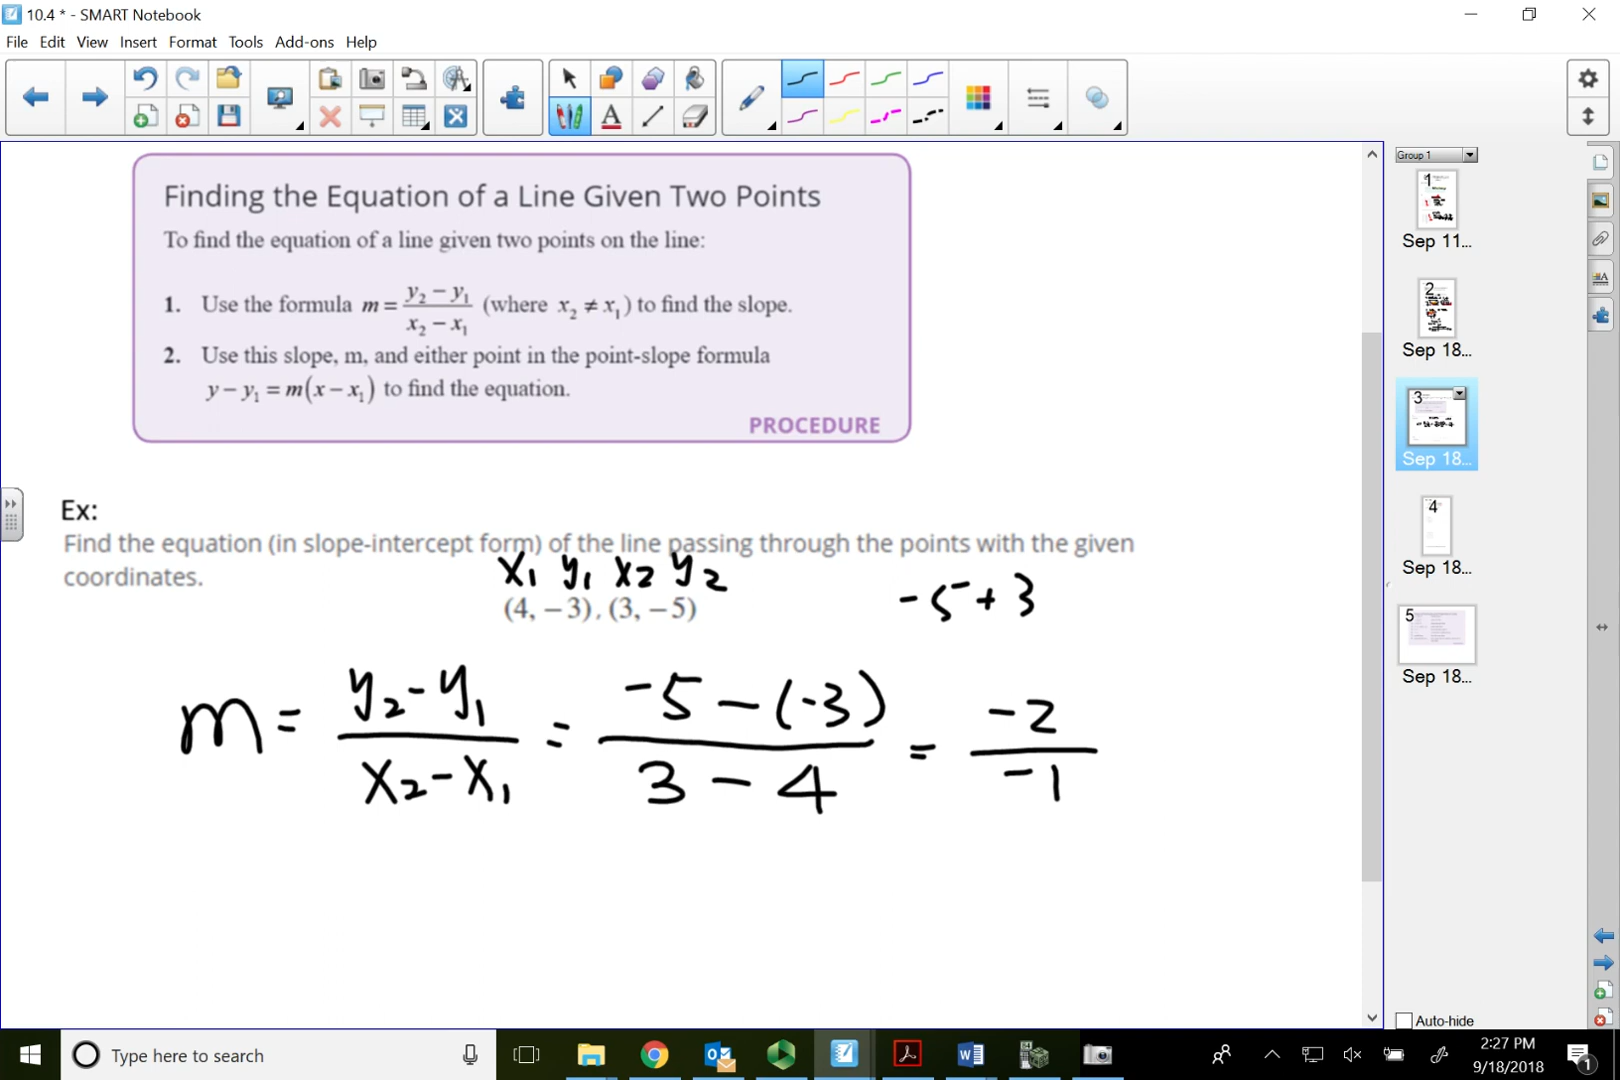 10.4 * - SMART Notebook
File Edit View Insert Format Tools Add-ons Help
Finding the Equation of a Line Given Two Points
To find the equation of a line given two points on the line:
1. Use the formula m = (y₂ − y₁)/(x₂ − x₁) (where x₂ ≠ x₁) to find the slope.
2. Use this slope, m, and either point in the point-slope formula
y − y₁ = m(x − x₁) to find the equation.
PROCEDURE
Ex:
Find the equation (in slope-intercept form) of the line passing through the points with the given
coordinates.
x₁ y₁ x₂ y₂
(4, −3), (3, −5)
-5+3
m = (y₂-y₁)/(x₂-x₁) = (-5-(-3))/(3-4) = -2/-1
Group 1
1
Sep 11...
2
Sep 18...
3
Sep 18...
4
Sep 18...
5
Sep 18...
Auto-hide
Type here to search
2:27 PM
9/18/2018
1